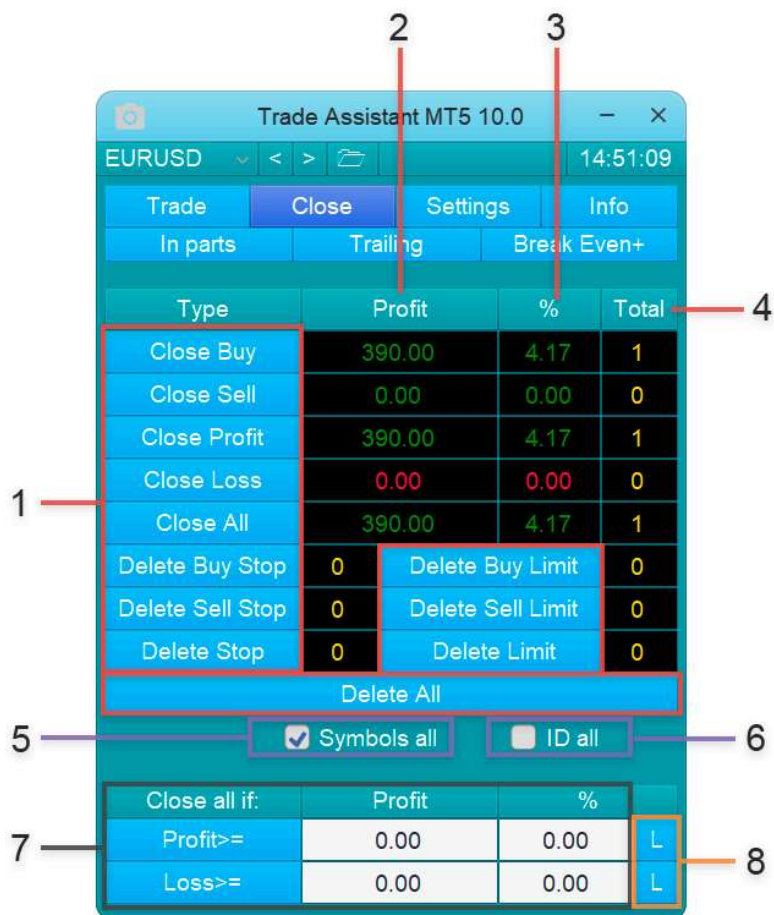 2 3
Trade Assistant MT5 10.0
EURUSD < > 14:51:09
Trade Close Settings Info
In parts Trailing Break Even+
Type Profit % Total 4
Close Buy 390.00 4.17 1
Close Sell 0.00 0.00 0
Close Profit 390.00 4.17 1
1 Close Loss 0.00 0.00 0
Close All 390.00 4.17 1
Delete Buy Stop 0 Delete Buy Limit 0
Delete Sell Stop 0 Delete Sell Limit 0
Delete Stop 0 Delete Limit 0
Delete All
5 Symbols all ID all 6
Close all if: Profit %
7 Profit>= 0.00 0.00 L 8
Loss>= 0.00 0.00 L